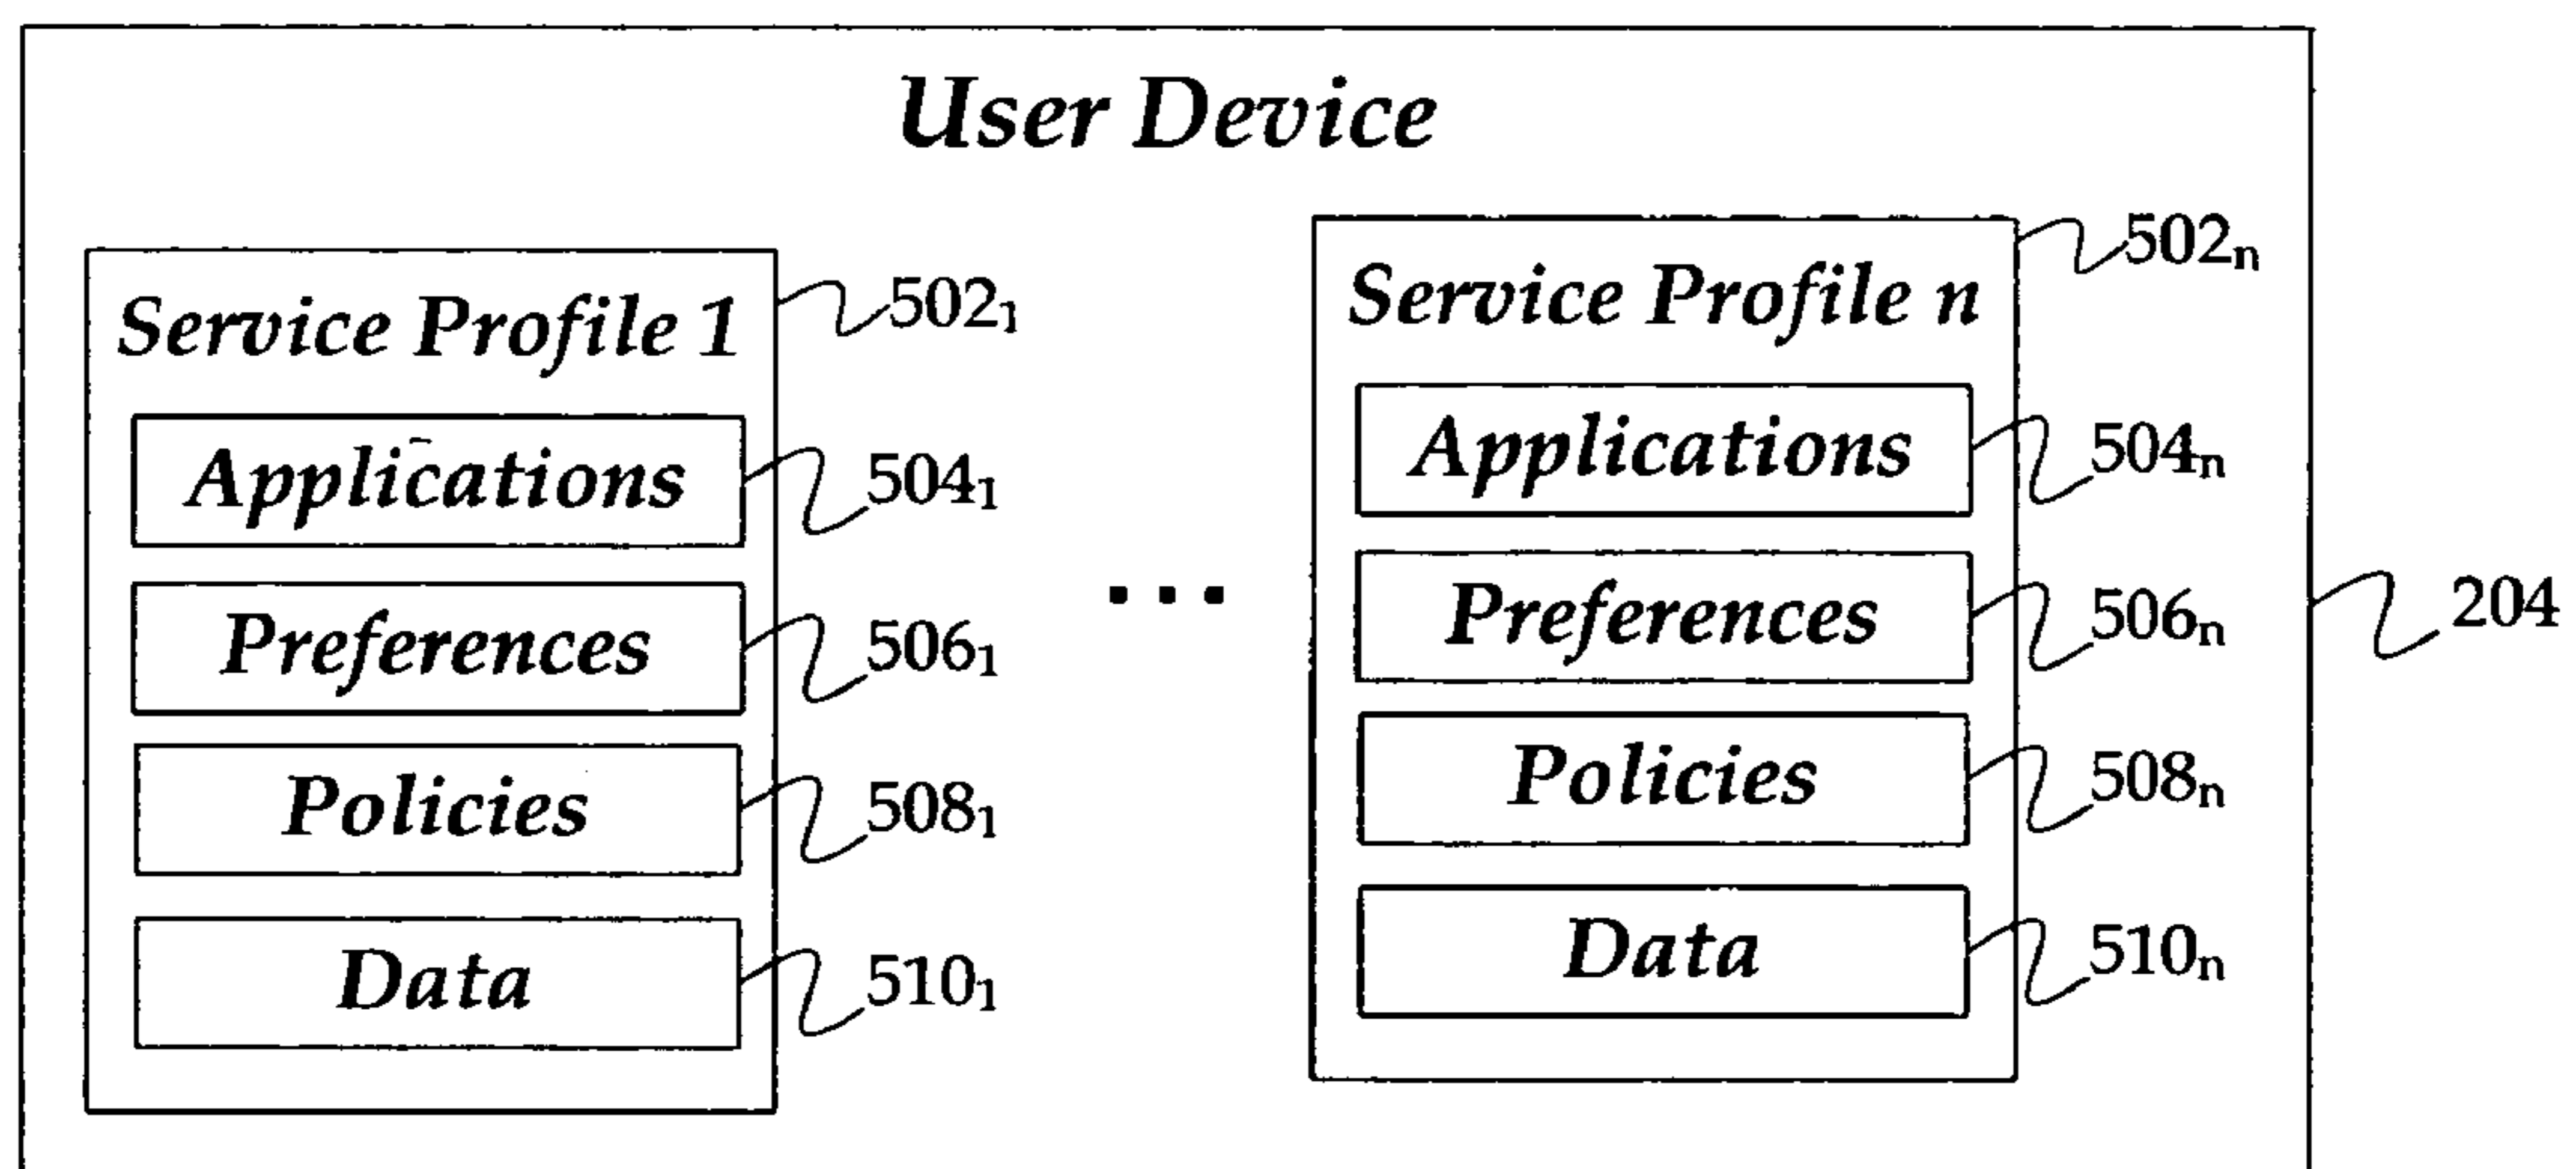 User Device
Service Profile 1
502₁
Applications
504₁
Preferences
506₁
Policies
508₁
Data
510₁
...
Service Profile n
502ₙ
Applications
504ₙ
Preferences
506ₙ
Policies
508ₙ
Data
510ₙ
204